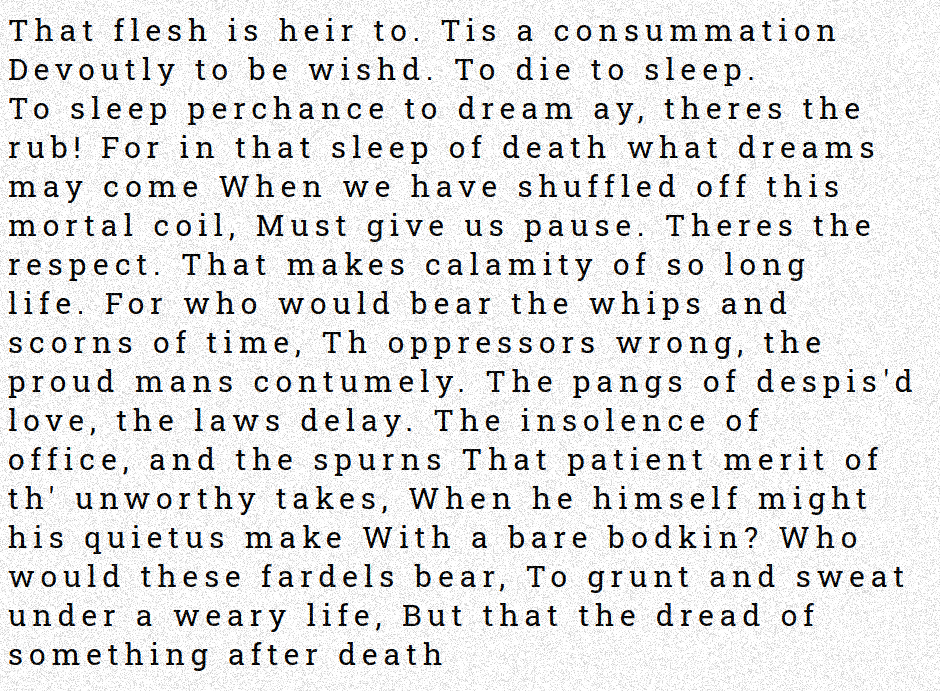 That flesh is heir to. Tis a consummation
Devoutly to be wishd. To die to sleep.
To sleep perchance to dream ay, theres the
rub! For in that sleep of death what dreams
may come When we have shuffled off this
mortal coil, Must give us pause. Theres the
respect. That makes calamity of so long
life. For who would bear the whips and
scorns of time, Th oppressors wrong, the
proud mans contumely. The pangs of despis'd
love, the laws delay. The insolence of
office, and the spurns That patient merit of
th' unworthy takes, When he himself might
his quietus make With a bare bodkin? Who
would these fardels bear, To grunt and sweat
under a weary life, But that the dread of
something after death